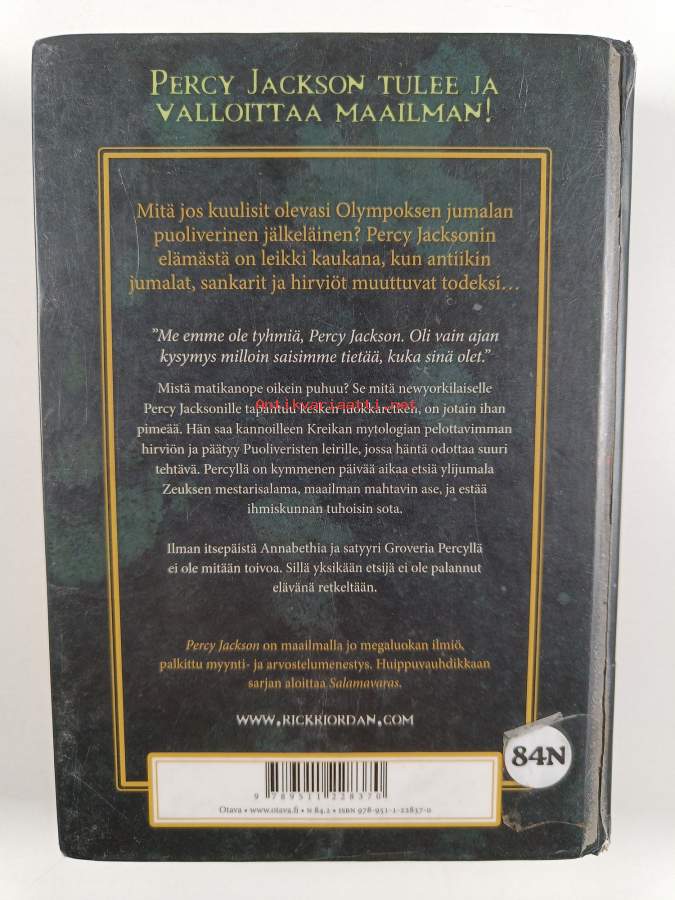 PERCY JACKSON TULEE JA
VALLOITTAA MAAILMAN!
Mitä jos kuulisit olevasi Olympoksen jumalan
puoliverinen jälkeläinen? Percy Jacksonin
elämästä on leikki kaukana, kun antiikin
jumalat, sankarit ja hirviöt muuttuvat todeksi...
”Me emme ole tyhmiä, Percy Jackson. Oli vain ajan
kysymys milloin saisimme tietää, kuka sinä olet.”
Mistä matikanope oikein puhuu? Se mitä newyorkilaiselle
Percy Jacksonille tapahtuu kesken luokkaretken, on jotain ihan
Antikvariaatti.net
pimeää. Hän saa kannoilleen Kreikan mytologian pelottavimman
hirviön ja päätyy Puoliveristen leirille, jossa häntä odottaa suuri
tehtävä. Percyllä on kymmenen päivää aikaa etsiä ylijumala
Zeuksen mestarisalama, maailman mahtavin ase, ja estää
ihmiskunnan tuhoisin sota.
Ilman itsepäistä Annabethia ja satyyri Groveria Percyllä
ei ole mitään toivoa. Sillä yksikään etsijä ei ole palannut
elävänä retkeltään.
Percy Jackson on maailmalla jo megaluokan ilmiö,
palkittu myynti- ja arvostelumenestys. Huippuvauhdikkaan
sarjan aloittaa Salamavaras.
WWW.RICKRIORDAN.COM
84N
9 789511 228370
Otava • www.otava.fi • N 84.2 • ISBN 978-951-1-22837-0